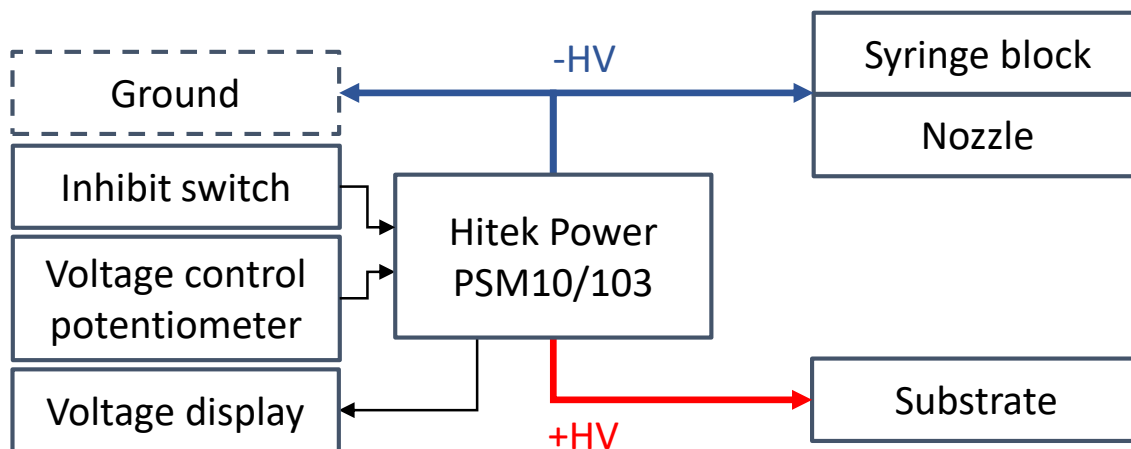 -HV
Ground
Syringe block
Nozzle
Inhibit switch
Hitek Power
PSM10/103
Voltage control
potentiometer
Voltage display
Substrate
+HV